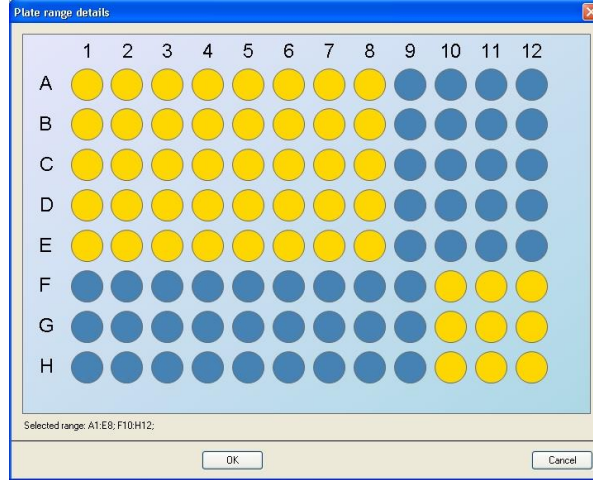 Plate range details
1 2 3 4 5 6 7 8 9 10 11 12
A
B
C
D
E
F
G
H
Selected range: A1:E8; F10:H12;
OK Cancel